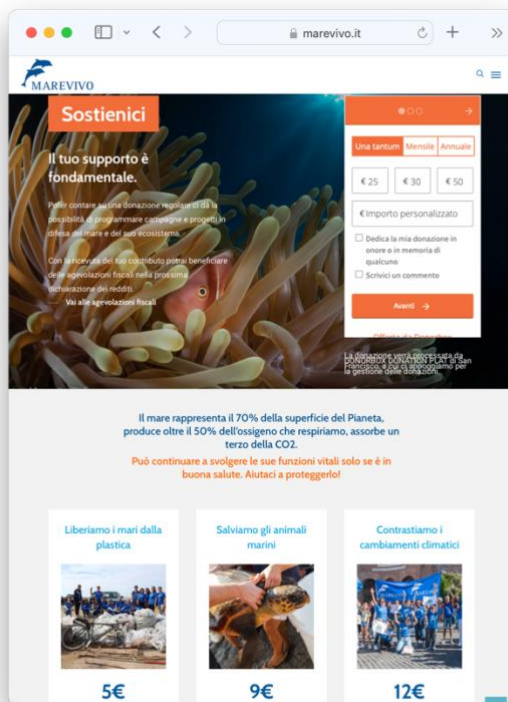 marevivo.it
MAREVIVO
Sostienici
Il tuo supporto è
fondamentale.
Poter contare su una donazione regolare ci dà la
possibilità di programmare campagne e progetti in
difesa del mare e del suo ecosistema.
Con la ricevuta del tuo contributo potrai beneficiare
delle agevolazioni fiscali nella prossima
dichiarazione dei redditi.
Vai alle agevolazioni fiscali
Una tantum Mensile Annuale
€ 25 € 30 € 50
€ Importo personalizzato
Dedica la mia donazione in
onore o in memoria di
qualcuno
Scrivici un commento
Avanti →
La donazione verrà processata da
DONORBOX DONATION PLAT di San
Francisco, a cui ci appoggiamo per
la gestione delle donazioni.
Il mare rappresenta il 70% della superficie del Pianeta,
produce oltre il 50% dell'ossigeno che respiriamo, assorbe un
terzo della CO2.
Può continuare a svolgere le sue funzioni vitali solo se è in
buona salute. Aiutaci a proteggerlo!
Liberiamo i mari dalla
plastica
5€
Salviamo gli animali
marini
9€
Contrastiamo i
cambiamenti climatici
12€